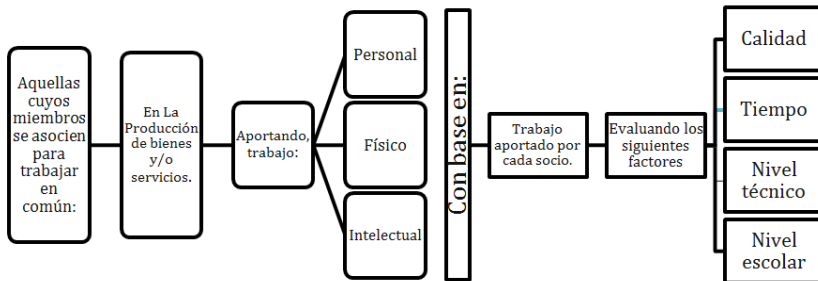 Aquellas
cuyos
miembros
se asocien
para
trabajar
en
común:
En La
Producción
de bienes
y/o
servicios.
Aportando,
trabajo:
Personal
Físico
Intelectual
Con base en:
Trabajo
aportado por
cada socio.
Evaluando los
siguientes
factores
Calidad
Tiempo
Nivel
técnico
Nivel
escolar